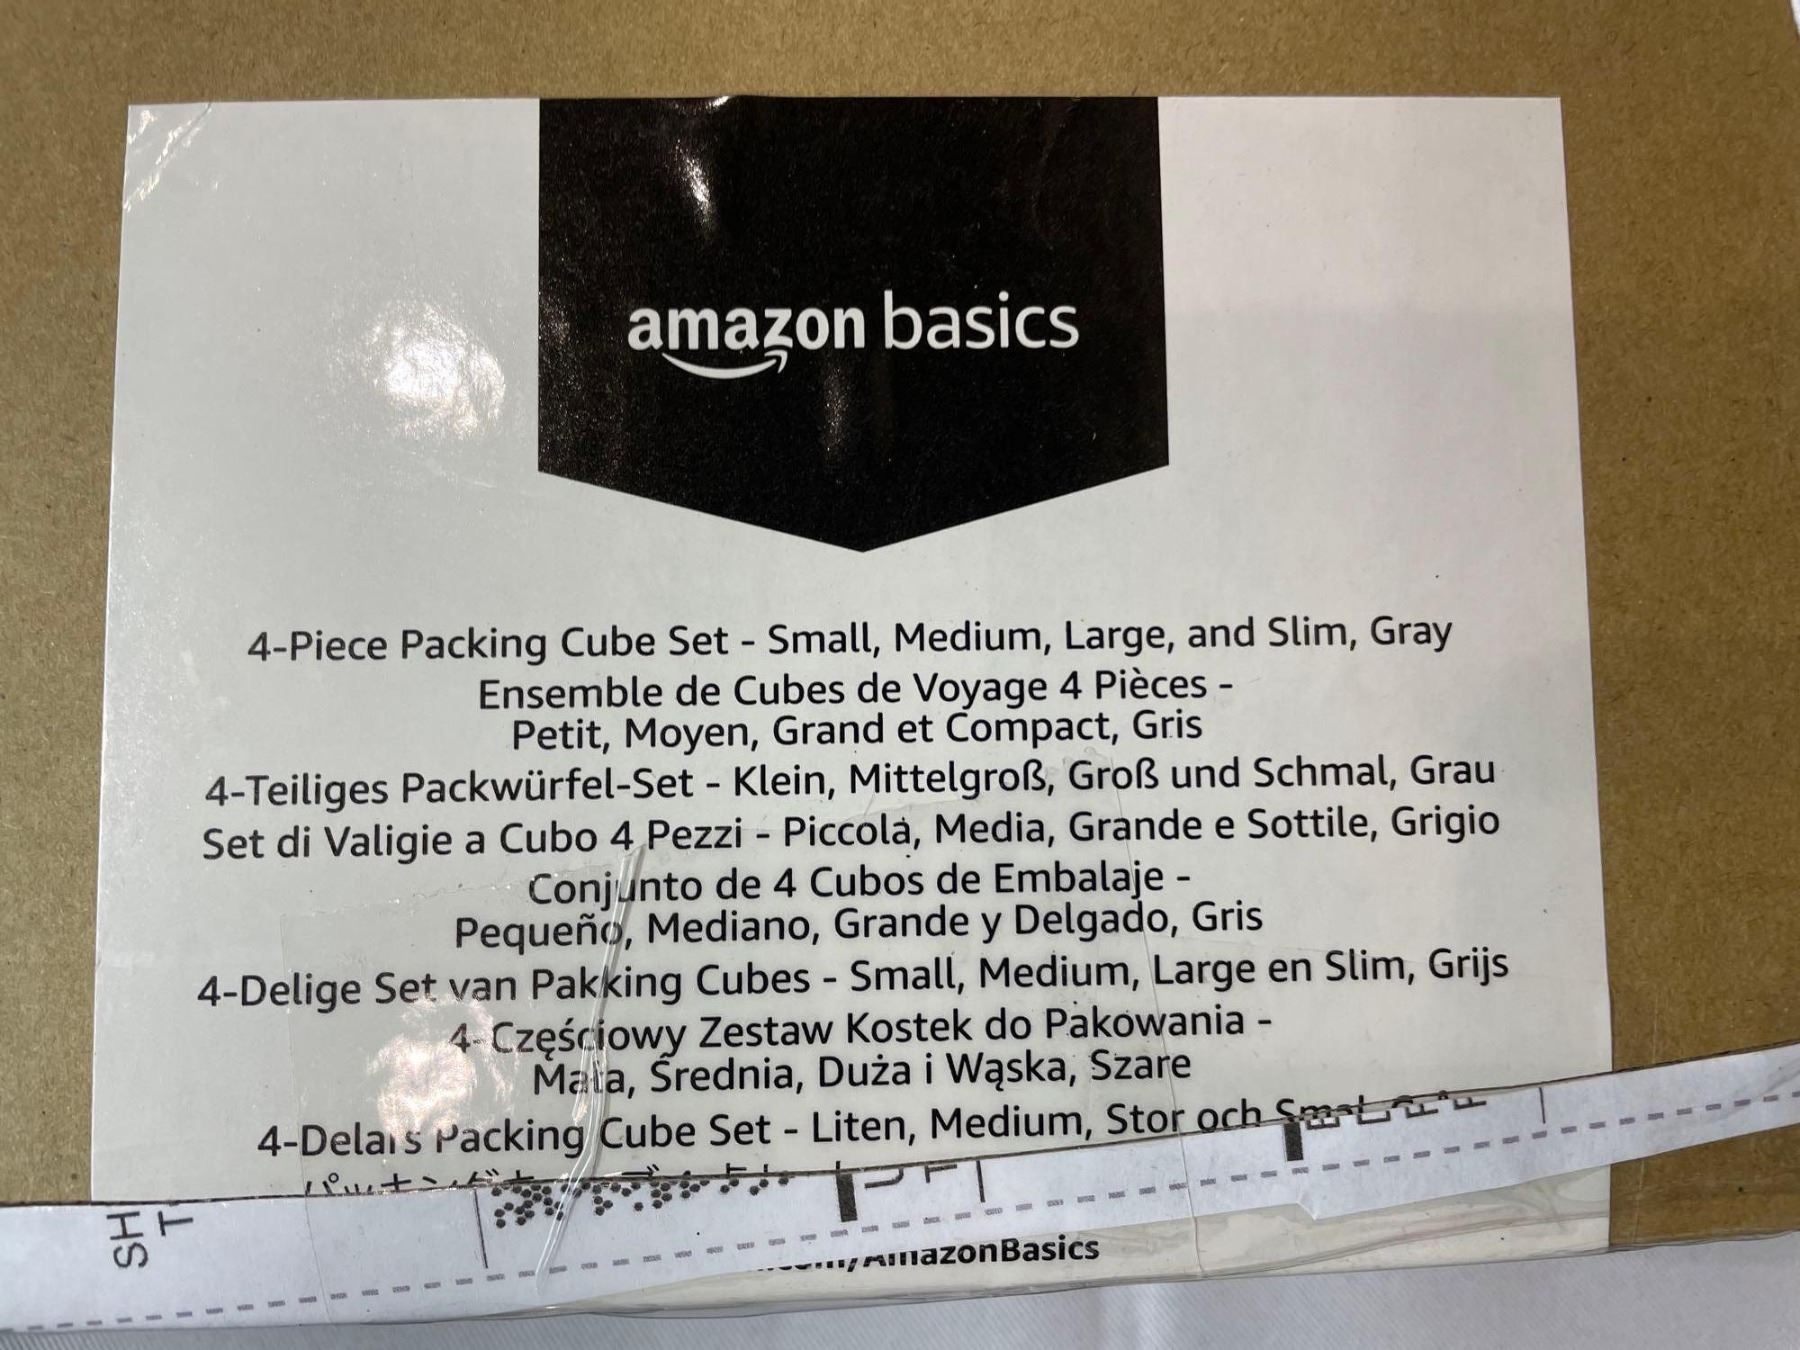 amazon basics
4-Piece Packing Cube Set - Small, Medium, Large, and Slim, Gray
Ensemble de Cubes de Voyage 4 Pièces -
Petit, Moyen, Grand et Compact, Gris
4-Teiliges Packwürfel-Set - Klein, Mittelgroß, Groß und Schmal, Grau
Set di Valigie a Cubo 4 Pezzi - Piccola, Media, Grande e Sottile, Grigio
Conjunto de 4 Cubos de Embalaje -
Pequeño, Mediano, Grande y Delgado, Gris
4-Delige Set van Pakking Cubes - Small, Medium, Large en Slim, Grijs
4-Częściowy Zestaw Kostek do Pakowania -
Mała, Średnia, Duża i Wąska, Szare
4-Delars Packing Cube Set - Liten, Medium, Stor och
SH
T
/AmazonBasics